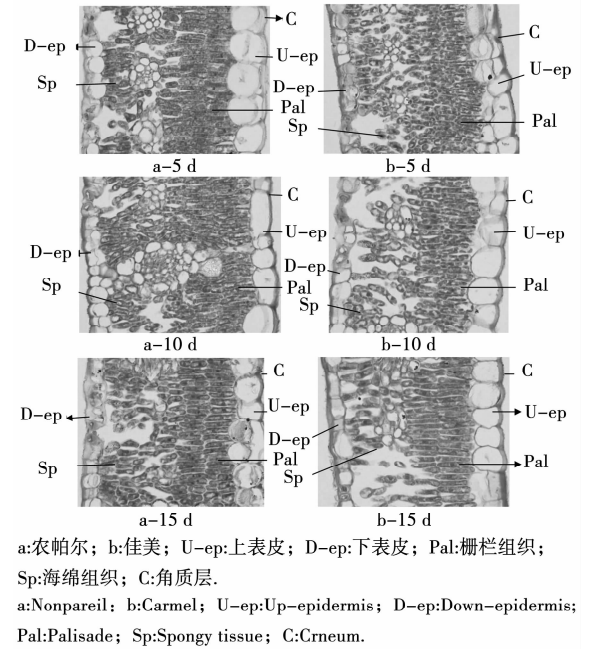 C
D-ep
U-ep
Sp
Pal
a-5 d
C
U-ep
D-ep
Sp
Pal
b-5 d
C
U-ep
D-ep
Sp
Pal
a-10 d
C
U-ep
D-ep
Sp
Pal
b-10 d
C
U-ep
D-ep
Sp
Pal
a-15 d
C
U-ep
D-ep
Sp
Pal
b-15 d
a:农帕尔；b:佳美；U-ep:上表皮；D-ep:下表皮；Pal:栅栏组织；
Sp:海绵组织；C:角质层.
a:Nonpareil；b:Carmel；U-ep:Up-epidermis；D-ep:Down-epidermis;
Pal:Palisade；Sp:Spongy tissue；C:Crneum.